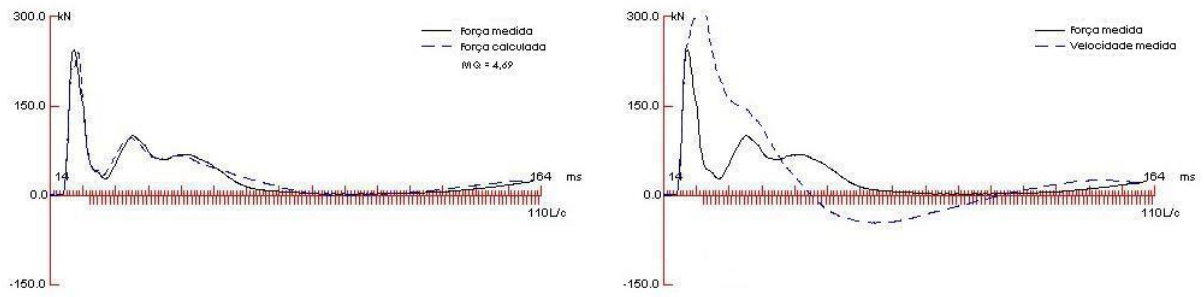 300.0 kN
Força medida
Força calculada
MQ = 4,69
150.0
14
164 ms
0.0
110L/c
-150.0
300.0 kN
Força medida
Velocidade medida
150.0
14
164 ms
0.0
110L/c
-150.0